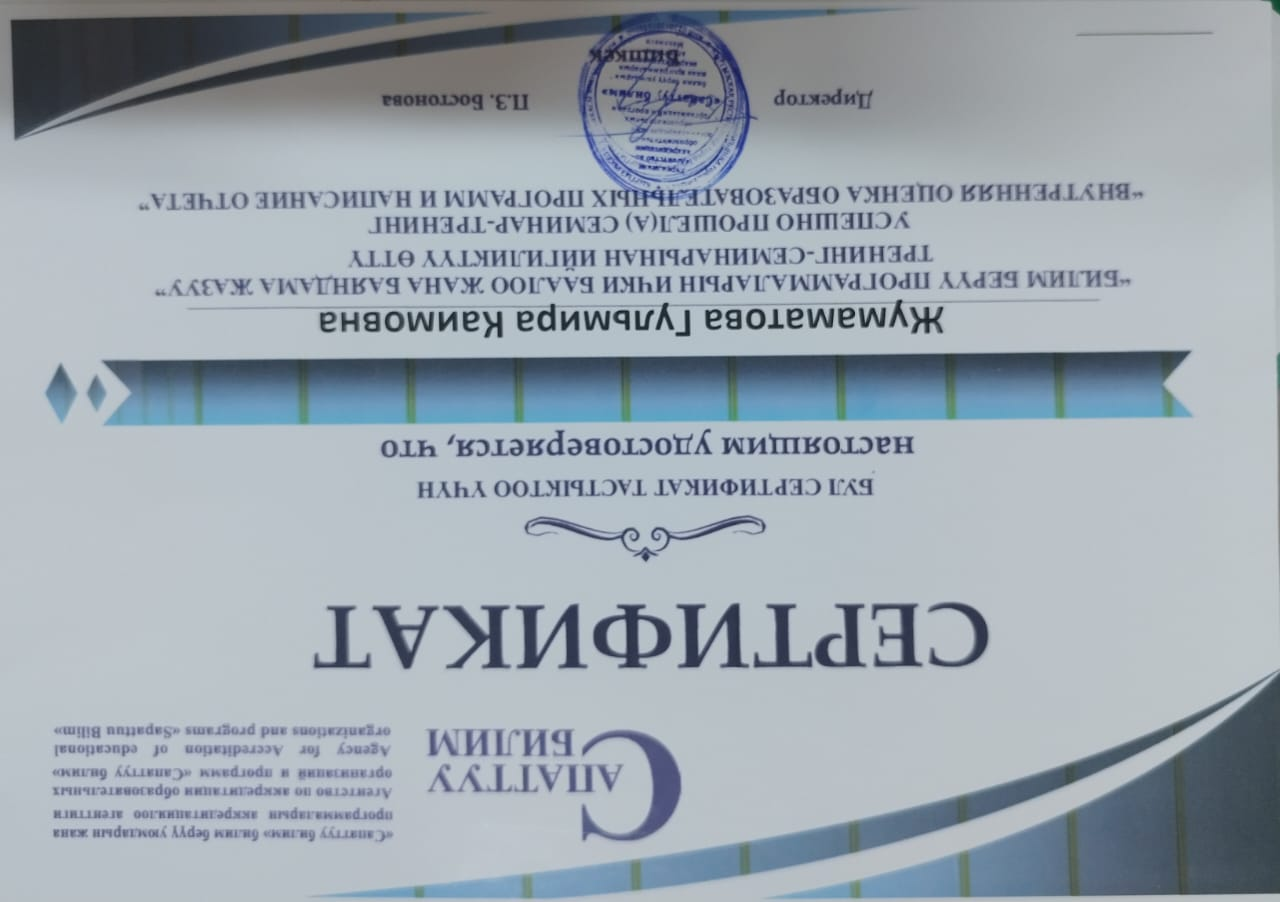 САПАТТУУ
БИЛИМ
«Сапаттуу билим» билим берүү уюмдарын жана
программаларын аккредитациялоо агенттиги
Агентство по аккредитации образовательных
организаций и программ «Сапаттуу билим»
Agency for Accreditation of educational
organizations and programs «Sapattuu Bilim»
СЕРТИФИКАТ
БУЛ СЕРТИФИКАТ ТАСТЫКТОО ҮЧҮН
настоящим удостоверяется, что
Жуматова Гульмира Каимовна
“БИЛИМ БЕРҮҮ ПРОГРАММАЛАРЫН ИЧКИ БААЛОО ЖАНА БАЯНДАМА ЖАЗУУ”
ТРЕНИНГ-СЕМИНАРЫНАН ИЙГИЛИКТҮҮ ӨТТҮ
УСПЕШНО ПРОШЕЛ(А) СЕМИНАР-ТРЕНИНГ
“ВНУТРЕННЯЯ ОЦЕНКА ОБРАЗОВАТЕЛЬНЫХ ПРОГРАММ И НАПИСАНИЕ ОТЧЕТА”
Директор
П.З. Бостонова
«Сапаттуу билим»
Бишкек